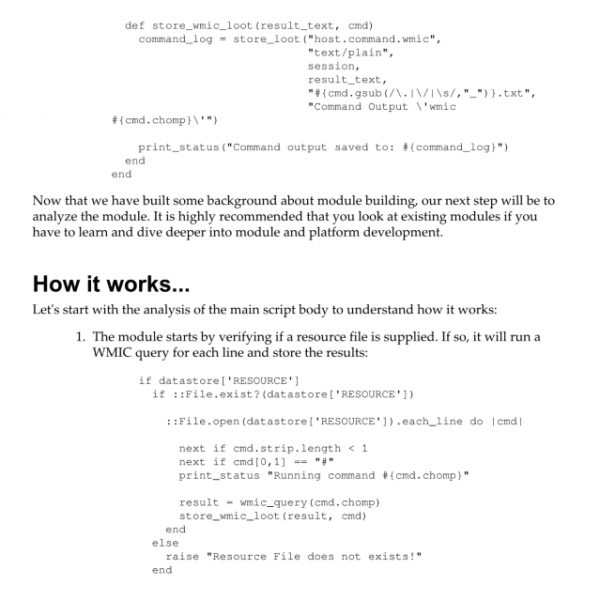 def store_wmic_loot(result_text, cmd)
command_log = store_loot("host.command.wmic",
"text/plain",
session,
result_text,
"#{cmd.gsub(/\.|\/|\s/,"_")}.txt",
"Command Output \'wmic
#{cmd.chomp}\'")
print_status("Command output saved to: #{command_log}")
end
end
Now that we have built some background about module building, our next step will be to
analyze the module. It is highly recommended that you look at existing modules if you
have to learn and dive deeper into module and platform development.
How it works...
Let's start with the analysis of the main script body to understand how it works:
1. The module starts by verifying if a resource file is supplied. If so, it will run a
WMIC query for each line and store the results:
if datastore['RESOURCE']
if ::File.exist?(datastore['RESOURCE'])
::File.open(datastore['RESOURCE']).each_line do |cmd|
next if cmd.strip.length < 1
next if cmd[0,1] == "#"
print_status "Running command #{cmd.chomp}"
result = wmic_query(cmd.chomp)
store_wmic_loot(result, cmd)
end
else
raise "Resource File does not exists!"
end